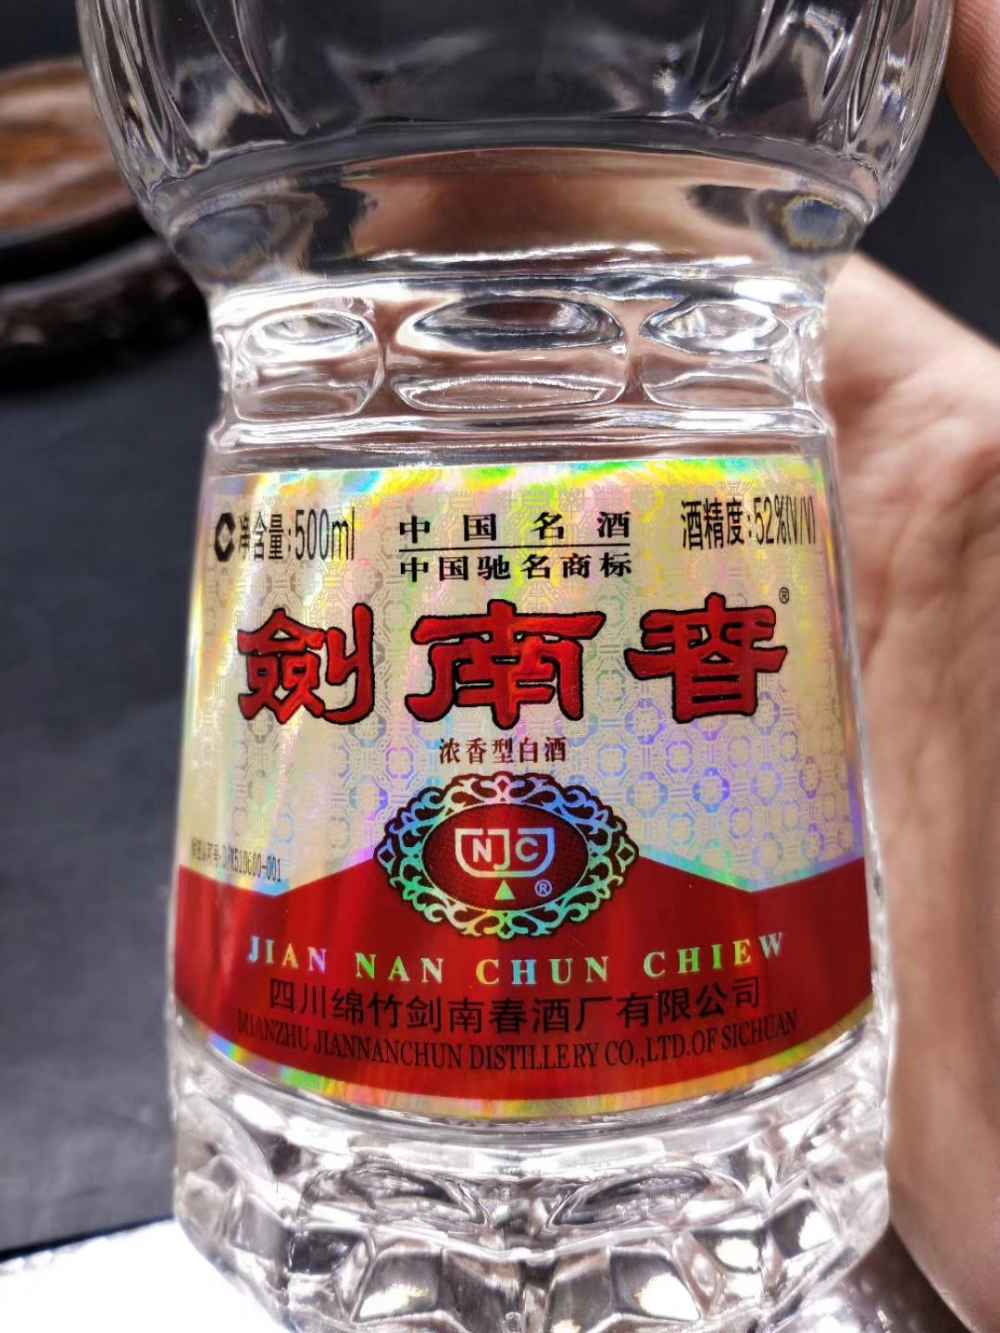 C 净含量:500ml
中国名酒
中国驰名商标
酒精度:52%(V/V)
劍南春®
浓香型白酒
NJC
®
JIAN NAN CHUN CHIEW
四川绵竹剑南春酒厂有限公司
MIANZHU JIANNANCHUN DISTILLERY CO.,LTD.OF SICHUAN